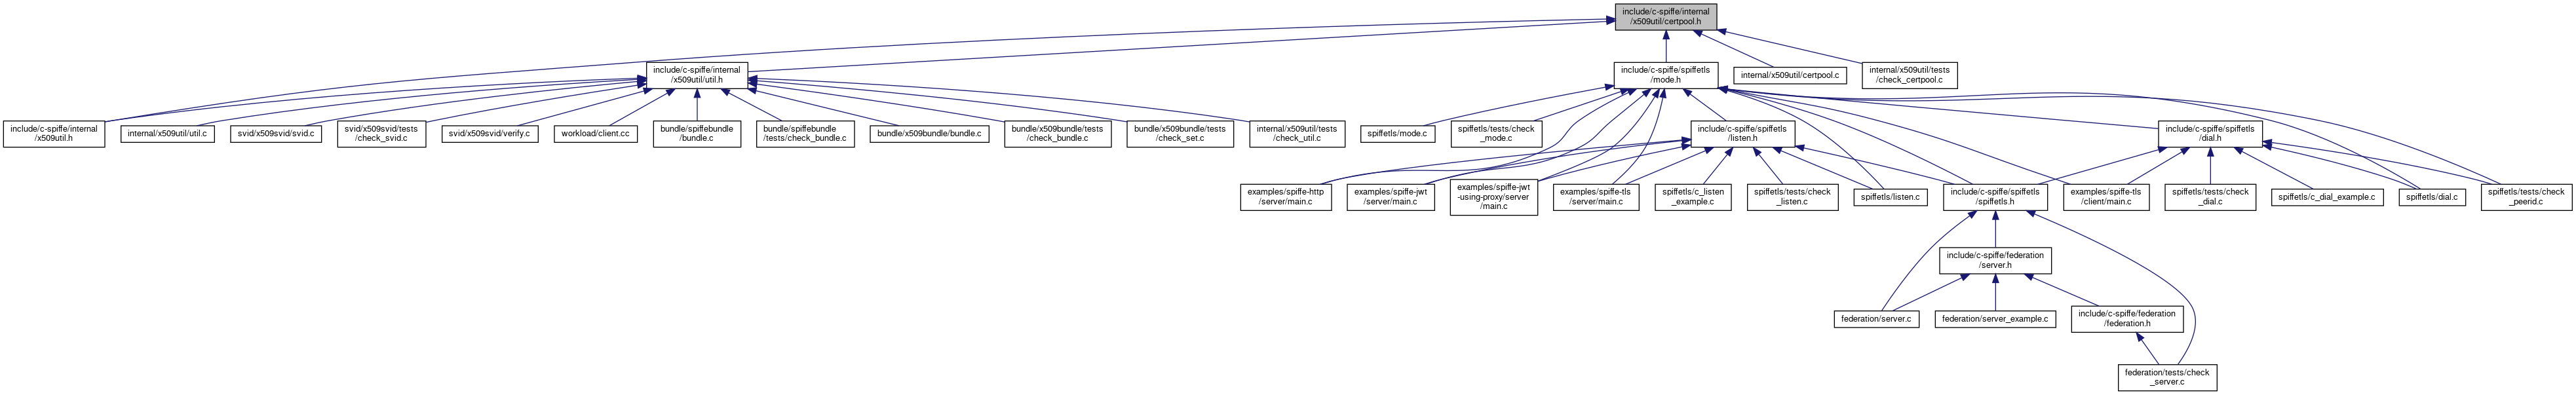 include/c-spiffe/internal
/x509util/certpool.h
include/c-spiffe/internal
/x509util/util.h
include/c-spiffe/spiffetls
/mode.h
internal/x509util/certpool.c
internal/x509util/tests
/check_certpool.c
include/c-spiffe/internal
/x509util.h
internal/x509util/util.c
svid/x509svid/svid.c
svid/x509svid/tests
/check_svid.c
svid/x509svid/verify.c
workload/client.cc
bundle/spiffebundle
/bundle.c
bundle/spiffebundle
/tests/check_bundle.c
bundle/x509bundle/bundle.c
bundle/x509bundle/tests
/check_bundle.c
bundle/x509bundle/tests
/check_set.c
internal/x509util/tests
/check_util.c
spiffetls/mode.c
spiffetls/tests/check
_mode.c
include/c-spiffe/spiffetls
/listen.h
include/c-spiffe/spiffetls
/dial.h
examples/spiffe-http
/server/main.c
examples/spiffe-jwt
/server/main.c
examples/spiffe-jwt
-using-proxy/server
/main.c
examples/spiffe-tls
/server/main.c
spiffetls/c_listen
_example.c
spiffetls/tests/check
_listen.c
spiffetls/listen.c
include/c-spiffe/spiffetls
/spiffetls.h
examples/spiffe-tls
/client/main.c
spiffetls/tests/check
_dial.c
spiffetls/c_dial_example.c
spiffetls/dial.c
spiffetls/tests/check
_peerid.c
include/c-spiffe/federation
/server.h
federation/server.c
federation/server_example.c
include/c-spiffe/federation
/federation.h
federation/tests/check
_server.c